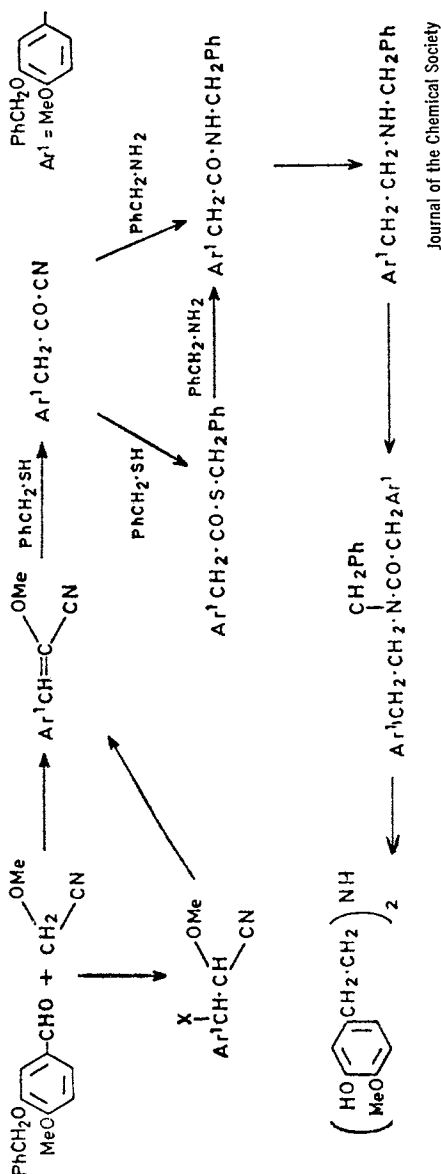 PhCH₂O
MeO
CHO + CH₂
OMe
CN
Ar¹CH=C
OMe
CN
PhCH₂·SH
Ar¹CH₂·CO·CN
PhCH₂O
Ar¹ = MeO
X
Ar¹CH·CH
OMe
CN
PhCH₂·SH
PhCH₂·NH₂
Ar¹CH₂·CO·S·CH₂Ph
PhCH₂·NH₂
Ar¹CH₂·CO·NH·CH₂Ph
HO
MeO
CH₂·CH₂
2
NH
CH₂Ph
Ar¹CH₂·CH₂·N·CO·CH₂Ar¹
Ar¹CH₂·CH₂·NH·CH₂Ph
Journal of the Chemical Society